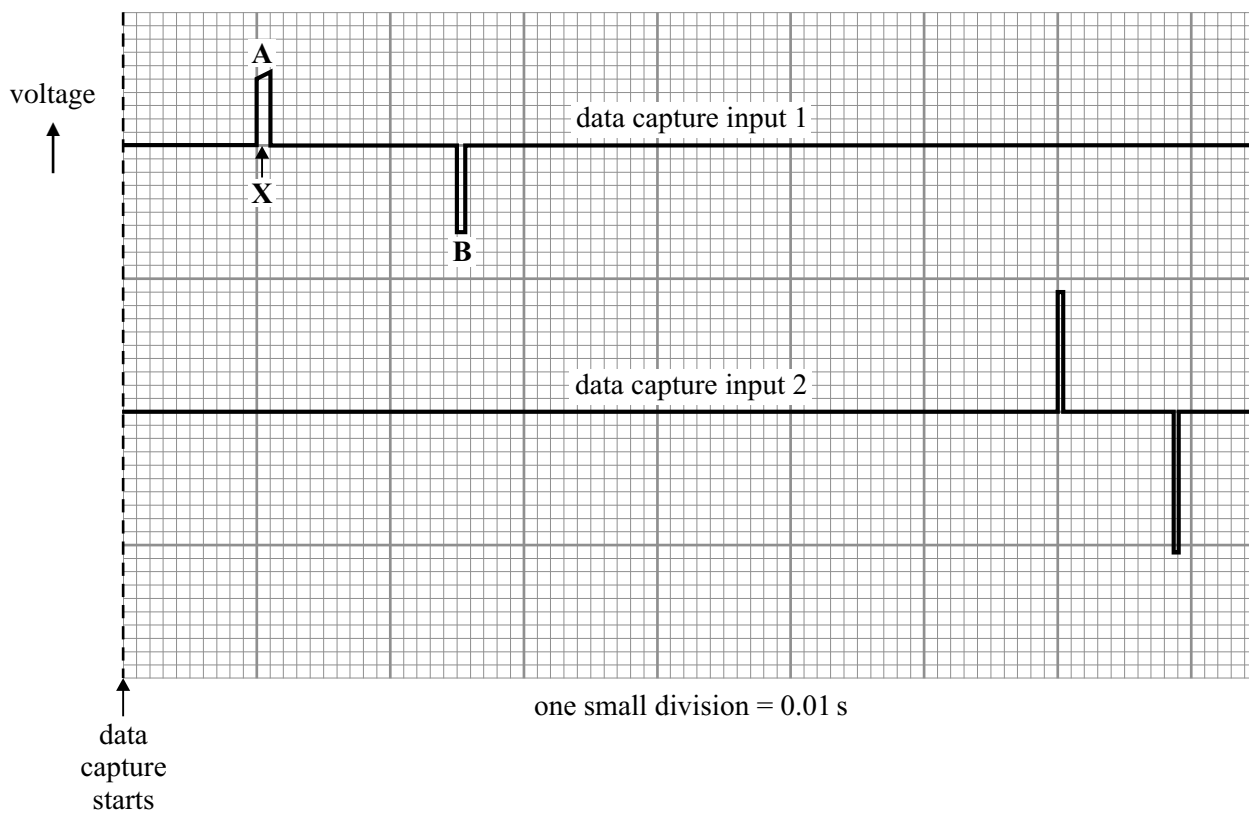 A
voltage
data capture input 1
X
B
data capture input 2
one small division = 0.01 s
data
capture
starts